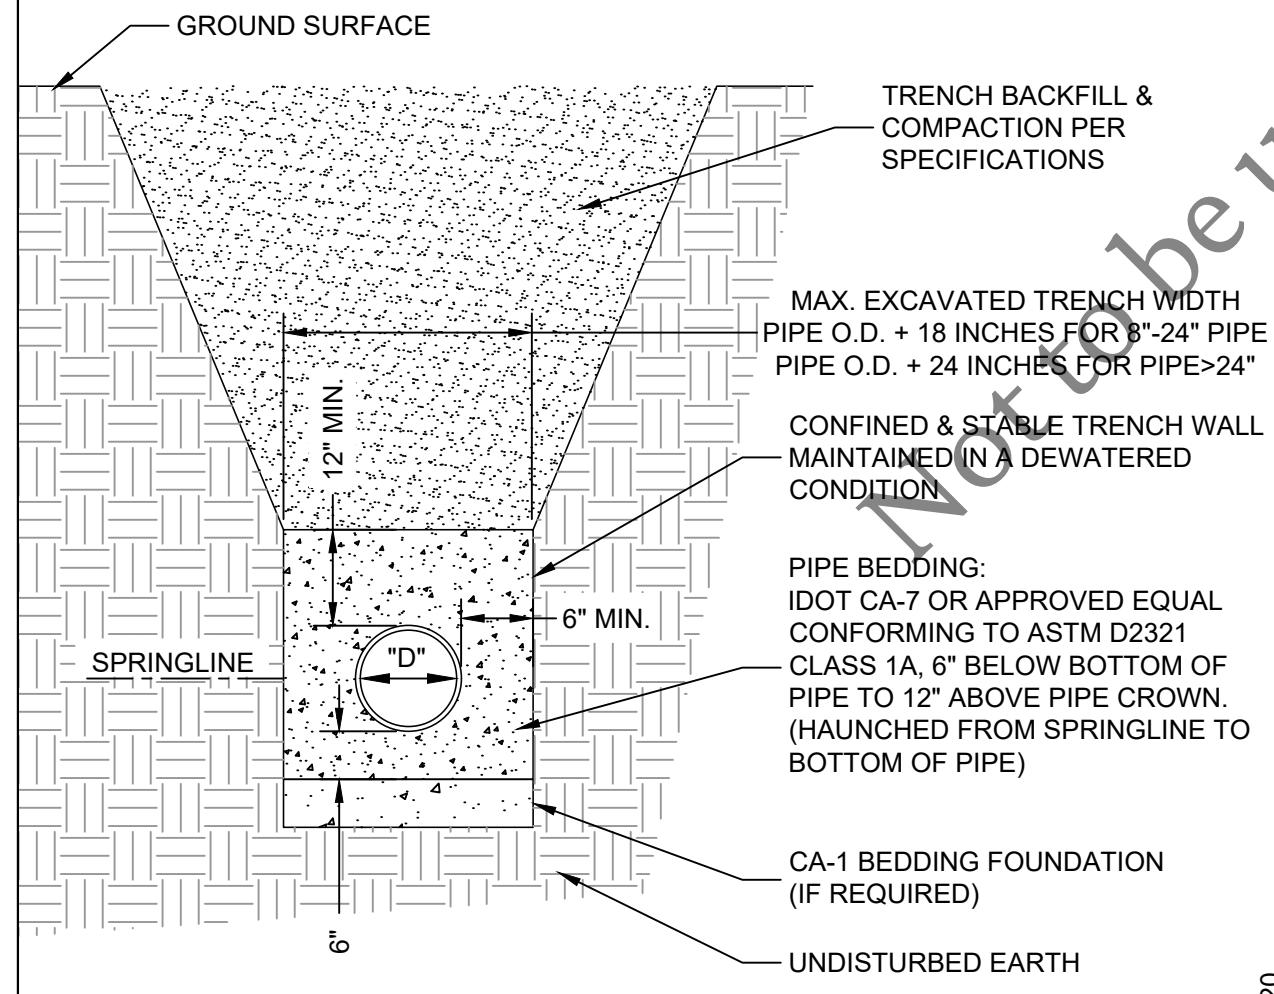 GROUND SURFACE
TRENCH BACKFILL &
COMPACTION PER
SPECIFICATIONS
MAX. EXCAVATED TRENCH WIDTH
PIPE O.D. + 18 INCHES FOR 8"-24" PIPE
PIPE O.D. + 24 INCHES FOR PIPE>24"
12" MIN.
CONFINED & STABLE TRENCH WALL
MAINTAINED IN A DEWATERED
CONDITION
PIPE BEDDING:
IDOT CA-7 OR APPROVED EQUAL
CONFORMING TO ASTM D2321
CLASS 1A, 6" BELOW BOTTOM OF
PIPE TO 12" ABOVE PIPE CROWN.
(HAUNCHED FROM SPRINGLINE TO
BOTTOM OF PIPE)
6" MIN.
"D"
SPRINGLINE
CA-1 BEDDING FOUNDATION
(IF REQUIRED)
6"
UNDISTURBED EARTH
Not to be